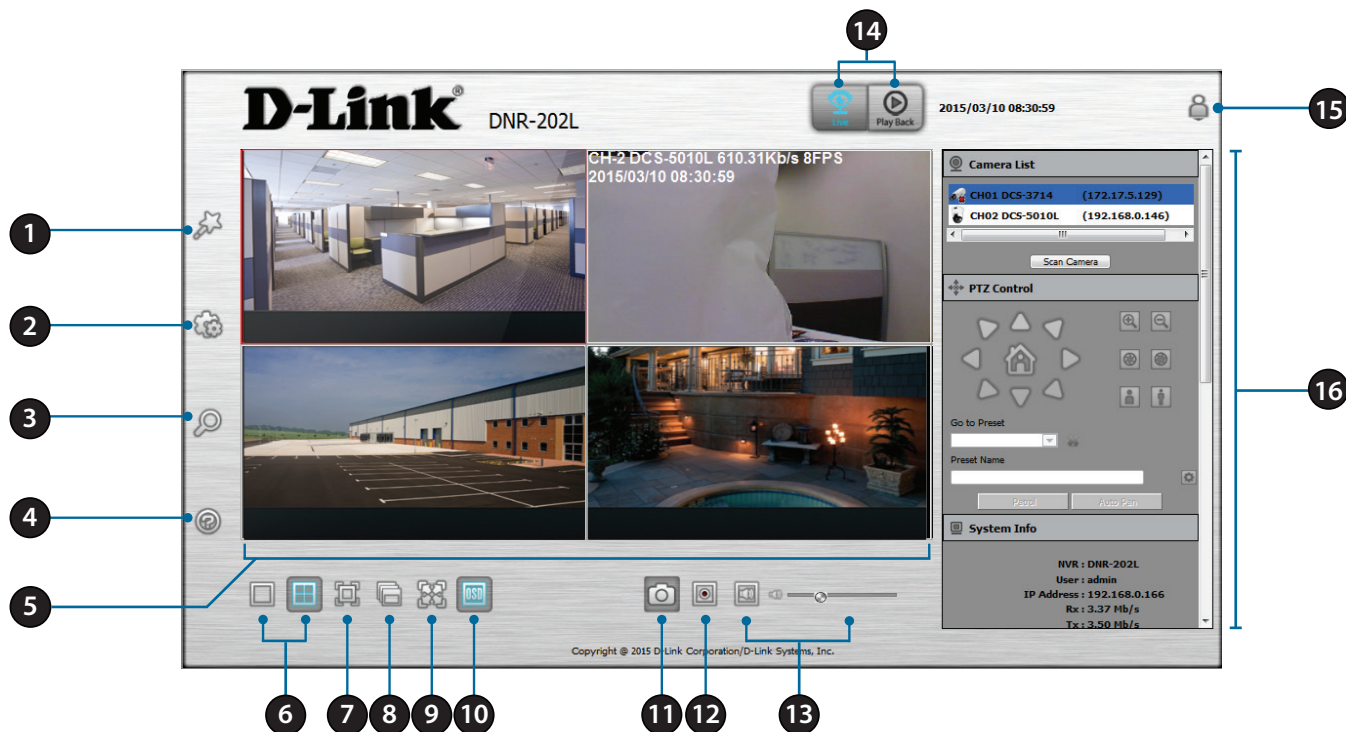 14
D-Link®
DNR-202L
Live
Play Back
2015/03/10 08:30:59
15
CH-2 DCS-5010L 610.31Kb/s 8FPS
2015/03/10 08:30:59
Camera List
CH01 DCS-3714 (172.17.5.129)
CH02 DCS-5010L (192.168.0.146)
Scan Camera
PTZ Control
Go to Preset
Preset Name
Patrol
Auto Pan
System Info
NVR : DNR-202L
User : admin
IP Address : 192.168.0.166
Rx : 3.37 Mb/s
Tx : 3.50 Mb/s
1
2
3
4
5
16
OSD
Copyright @ 2015 D-Link Corporation/D-Link Systems, Inc.
6
7
8
9
10
11
12
13